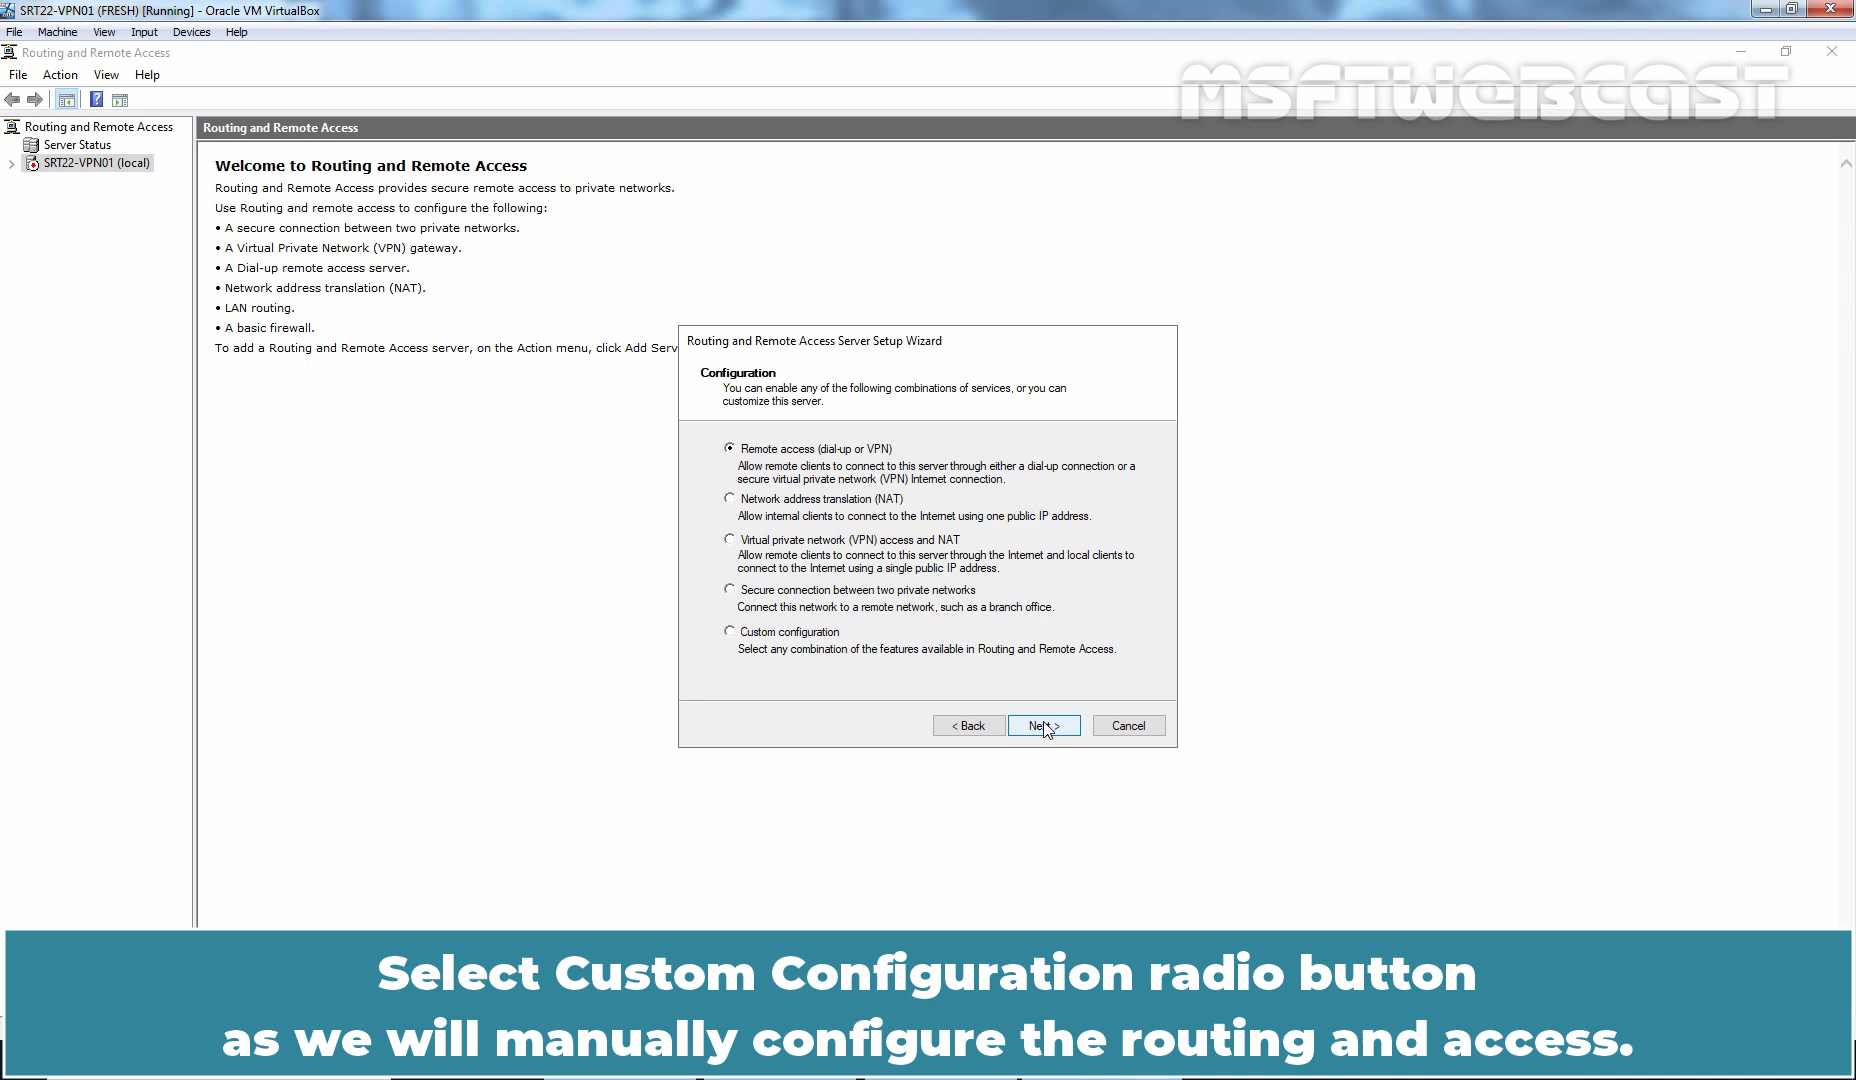 SRT22-VPN01 (FRESH) [Running] - Oracle VM VirtualBox
File Machine View Input Devices Help
Routing and Remote Access
File Action View Help
MSFTWEBCAST
Routing and Remote Access
Server Status
SRT22-VPN01 (local)
Routing and Remote Access
Welcome to Routing and Remote Access
Routing and Remote Access provides secure remote access to private networks.
Use Routing and remote access to configure the following:
• A secure connection between two private networks.
• A Virtual Private Network (VPN) gateway.
• A Dial-up remote access server.
• Network address translation (NAT).
• LAN routing.
• A basic firewall.
To add a Routing and Remote Access server, on the Action menu, click Add Serv
Routing and Remote Access Server Setup Wizard
Configuration
You can enable any of the following combinations of services, or you can
customize this server.
Remote access (dial-up or VPN)
Allow remote clients to connect to this server through either a dial-up connection or a
secure virtual private network (VPN) Internet connection.
Network address translation (NAT)
Allow internal clients to connect to the Internet using one public IP address.
Virtual private network (VPN) access and NAT
Allow remote clients to connect to this server through the Internet and local clients to
connect to the Internet using a single public IP address.
Secure connection between two private networks
Connect this network to a remote network, such as a branch office.
Custom configuration
Select any combination of the features available in Routing and Remote Access.
< Back Next > Cancel
Select Custom Configuration radio button
as we will manually configure the routing and access.